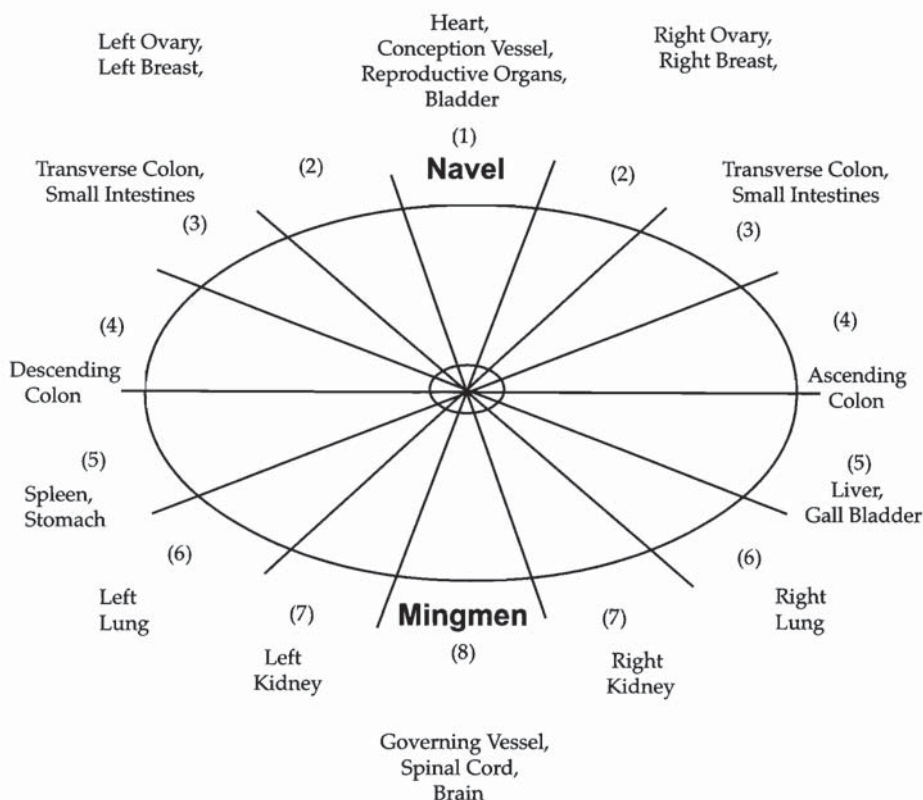 Left Ovary,
Left Breast,
Heart,
Conception Vessel,
Reproductive Organs,
Bladder
Right Ovary,
Right Breast,
(1)
Navel
Transverse Colon,
Small Intestines
(2)
(2)
Transverse Colon,
Small Intestines
(3)
(3)
(4)
(4)
Descending
Colon
Ascending
Colon
(5)
Spleen,
Stomach
(5)
Liver,
Gall Bladder
(6)
(6)
Left
Lung
Right
Lung
(7)
Left
Kidney
Mingmen
(8)
(7)
Right
Kidney
Governing Vessel,
Spinal Cord,
Brain